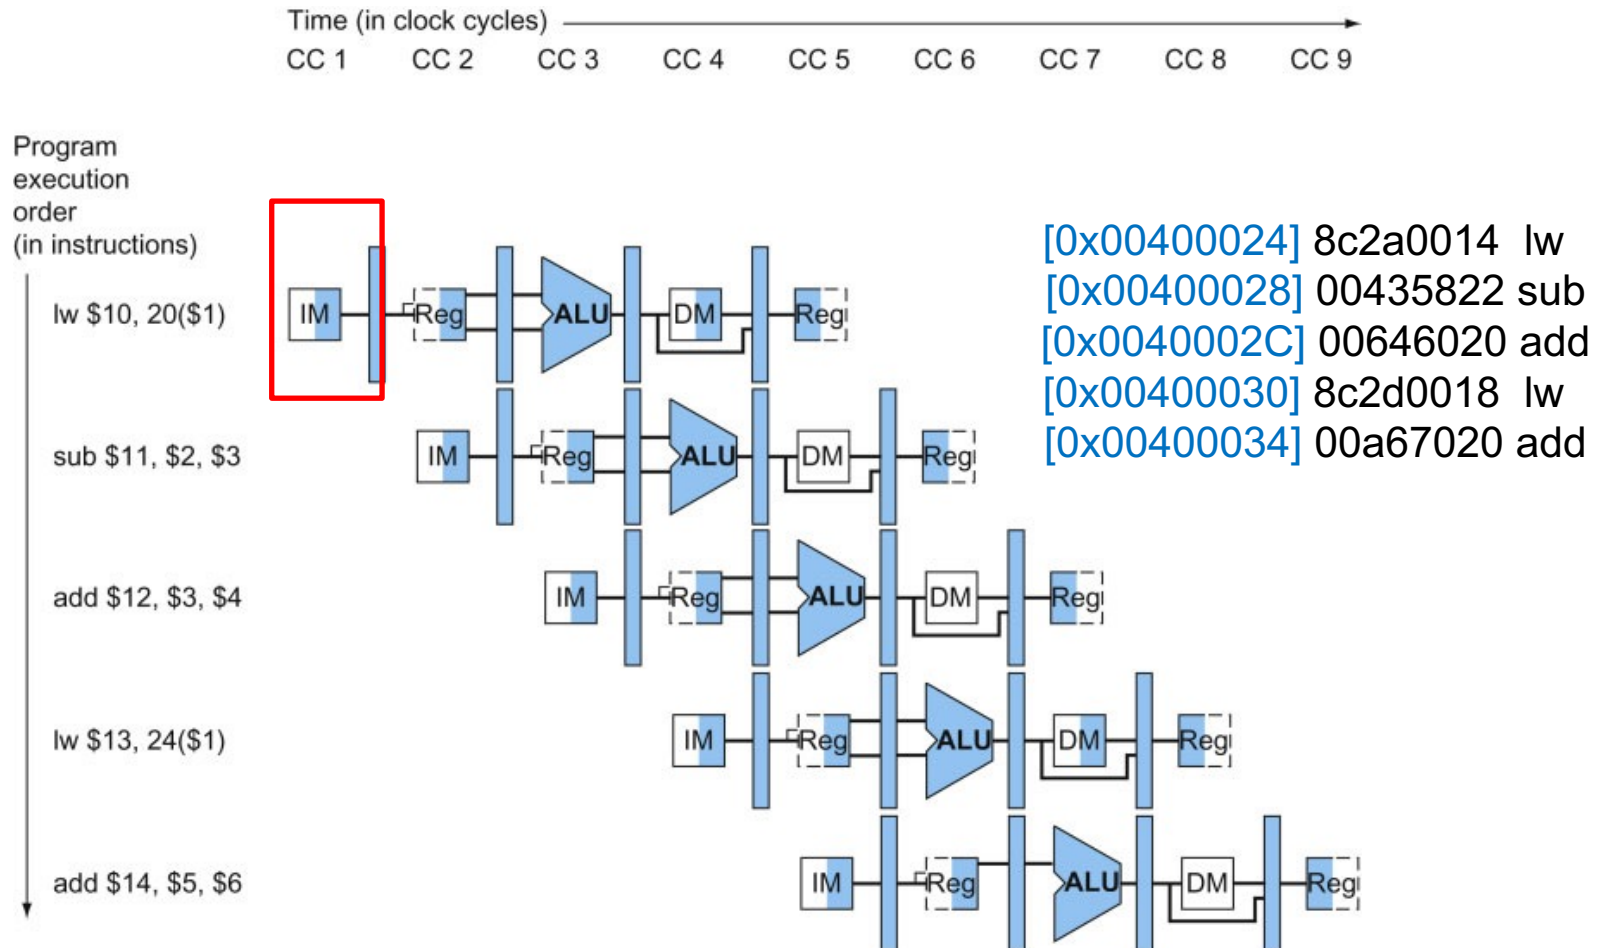 Time (in clock cycles)
CC 1 CC 2 CC 3 CC 4 CC 5 CC 6 CC 7 CC 8 CC 9
Program
execution
order
(in instructions)
lw $10, 20($1)
IM Reg ALU DM Reg
sub $11, $2, $3
IM Reg ALU DM Reg
add $12, $3, $4
IM Reg ALU DM Reg
lw $13, 24($1)
IM Reg ALU DM Reg
add $14, $5, $6
IM Reg ALU DM Reg
[0x00400024] 8c2a0014 lw
[0x00400028] 00435822 sub
[0x0040002C] 00646020 add
[0x00400030] 8c2d0018 lw
[0x00400034] 00a67020 add